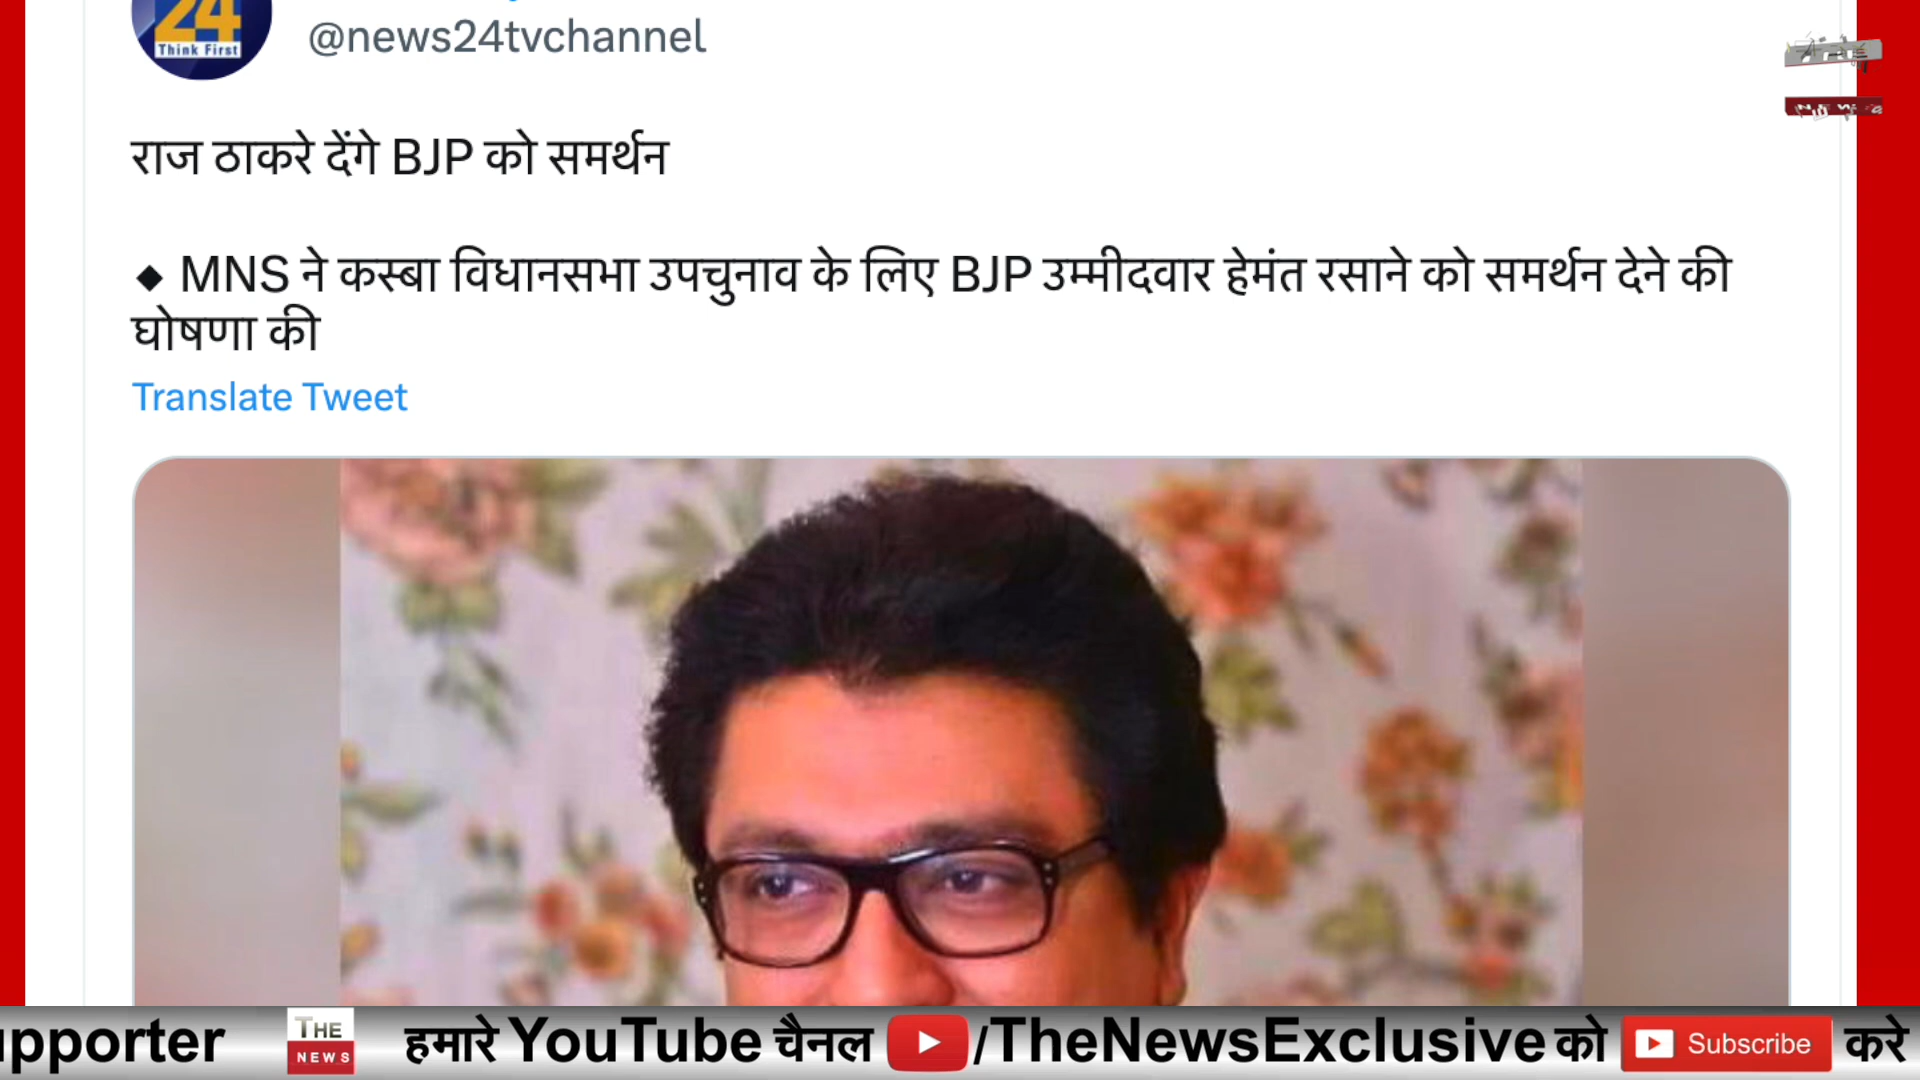 24
Think First
@news24tvchannel
राज ठाकरे देंगे BJP को समर्थन
◆ MNS ने कस्बा विधानसभा उपचुनाव के लिए BJP उम्मीदवार हेमंत रसाने को समर्थन देने की
घोषणा की
Translate Tweet
upporter THE NEWS हमारे YouTube चैनल /TheNewsExclusive को Subscribe करे